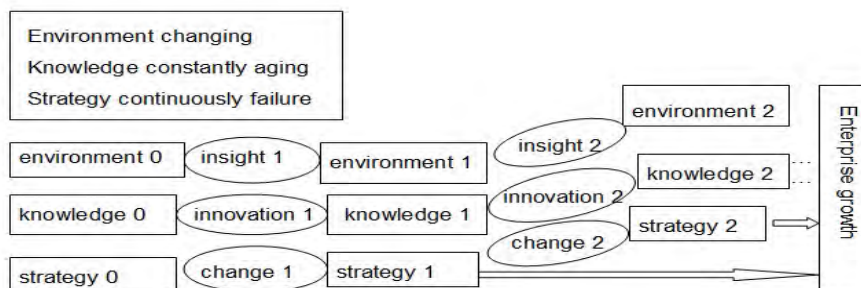 Environment changing
Knowledge constantly aging
Strategy continuously failure
environment 0
insight 1
environment 1
insight 2
environment 2
knowledge 0
innovation 1
knowledge 1
innovation 2
knowledge 2
strategy 0
change 1
strategy 1
change 2
strategy 2
Enterprise growth